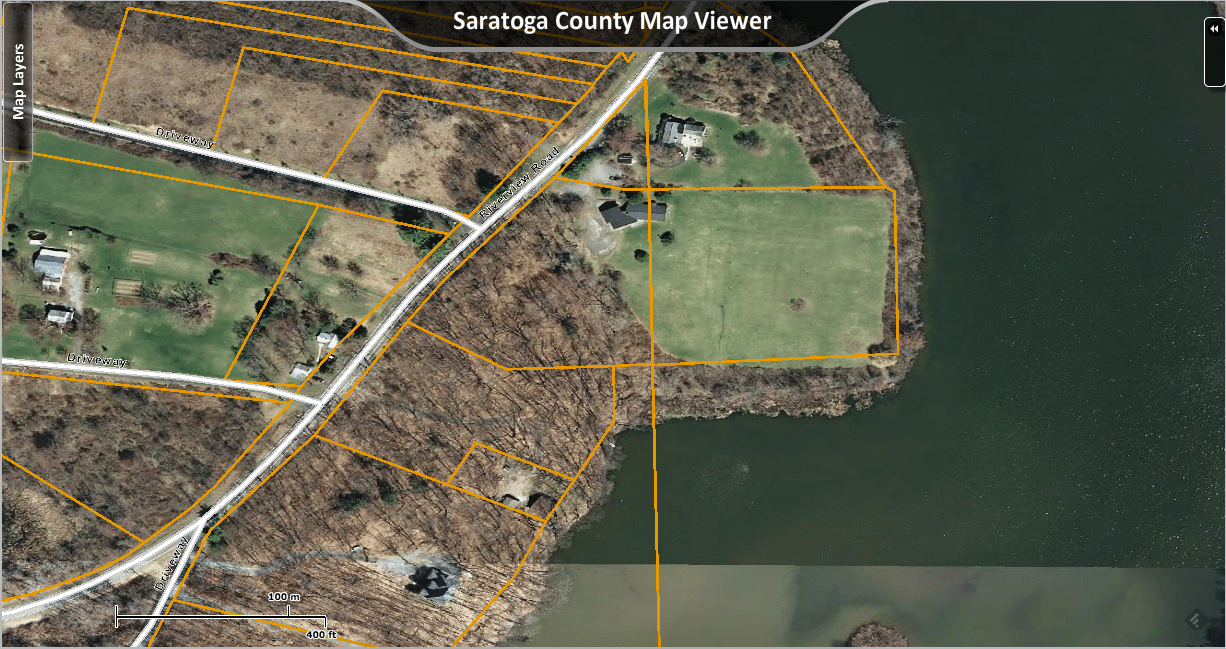 Saratoga County Map Viewer
Map Layers
Driveway
Riverview Road
Driveway
Driveway
100 m
400 ft